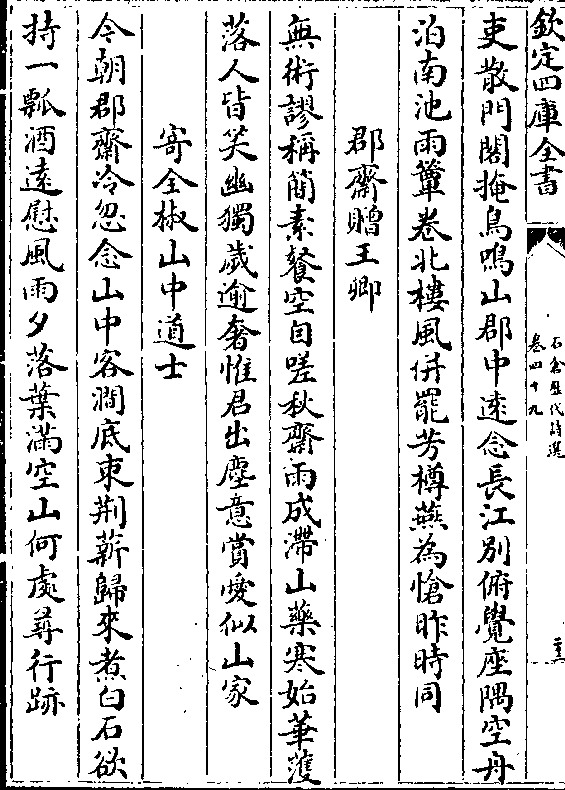 欽定四庫全書
石倉歷代詩選
卷四十九
吏散門閣掩鳥鳴山郡中遠念長江別俯覺座隅空舟
泊南池雨簟卷北樓風併罷芳樽燕為愴昨時同
郡齋贈王卿
無術謬稱簡素餐空自嗟秋齋雨成滯山藥寒始華濩
落人皆笑幽獨歲逾奢惟君出塵意賞愛似山家
寄全椒山中道士
今朝郡齋冷忽念山中客澗底束荆薪歸來煮白石欲
持一瓢酒遠慰風雨夕落葉滿空山何處尋行跡